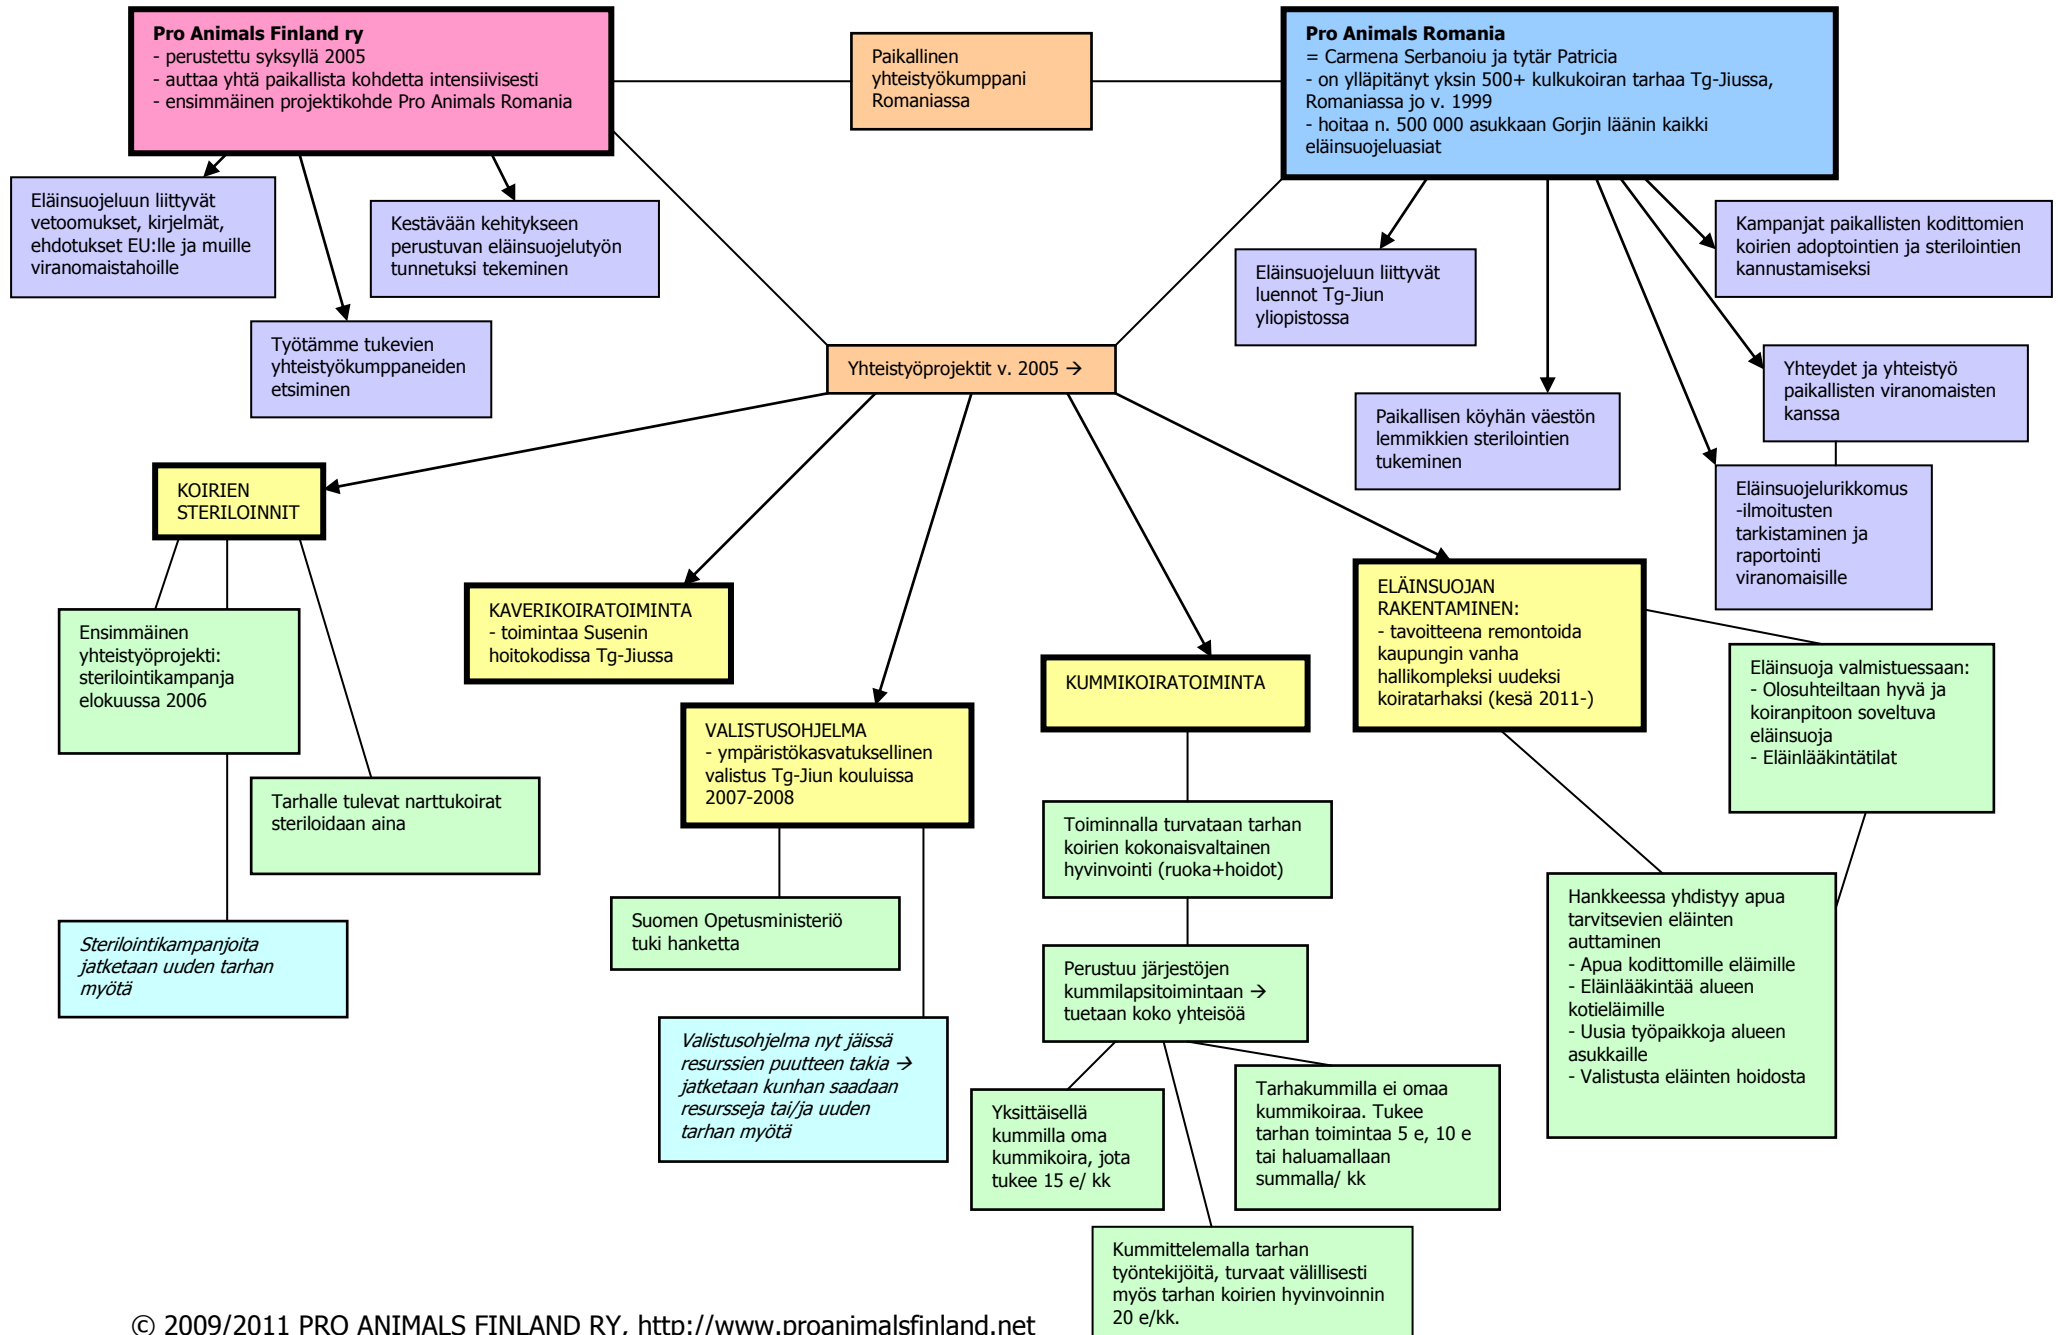 Pro Animals Finland ry
- perustettu syksyllä 2005
- auttaa yhtä paikallista kohdetta intensiivisesti
- ensimmäinen projektikohde Pro Animals Romania
Paikallinen
yhteistyökumppani
Romaniassa
Pro Animals Romania
= Carmena Serbanoiu ja tytär Patricia
- on ylläpitänyt yksin 500+ kulkukoiran tarhaa Tg-Jiussa,
Romaniassa jo v. 1999
- hoitaa n. 500 000 asukkaan Gorjin läänin kaikki
eläinsuojeluasiat
Eläinsuojeluun liittyvät
vetoomukset, kirjelmät,
ehdotukset EU:lle ja muille
viranomaistahoille
Kestävään kehitykseen
perustuvan eläinsuojelutyön
tunnetuksi tekeminen
Työtämme tukevien
yhteistyökumppaneiden
etsiminen
Eläinsuojeluun liittyvät
luennot Tg-Jiun
yliopistossa
Kampanjat paikallisten kodittomien
koirien adoptointien ja sterilointien
kannustamiseksi
Yhteistyöprojektit v. 2005 →
Yhteydet ja yhteistyö
paikallisten viranomaisten
kanssa
Paikallisen köyhän väestön
lemmikkien sterilointien
tukeminen
Eläinsuojelurikkomus
-ilmoitusten
tarkistaminen ja
raportointi
viranomaisille
KOIRIEN
STERILOINNIT
KAVERIKOIRATOIMINTA
- toimintaa Susenin
hoitokodissa Tg-Jiussa
VALISTUSOHJELMA
- ympäristökasvatuksellinen
valistus Tg-Jiun kouluissa
2007-2008
KUMMIKOIRATOIMINTA
ELÄINSUOJAN
RAKENTAMINEN:
- tavoitteena remontoida
kaupungin vanha
hallikompleksi uudeksi
koiratarhaksi (kesä 2011-)
Ensimmäinen
yhteistyöprojekti:
sterilointikampanja
elokuussa 2006
Tarhalle tulevat narttukoirat
steriloidaan aina
Sterilointikampanjoita
jatketaan uuden tarhan
myötä
Suomen Opetusministeriö
tuki hanketta
Valistusohjelma nyt jäissä
resurssien puutteen takia →
jatketaan kunhan saadaan
resursseja tai/ja uuden
tarhan myötä
Toiminnalla turvataan tarhan
koirien kokonaisvaltainen
hyvinvointi (ruoka+hoidot)
Perustuu järjestöjen
kummilapsitoimintaan →
tuetaan koko yhteisöä
Yksittäisellä
kummilla oma
kummikoira, jota
tukee 15 e/ kk
Tarhakummilla ei omaa
kummikoiraa. Tukee
tarhan toimintaa 5 e, 10 e
tai haluamallaan
summalla/ kk
Kummittelemalla tarhan
työntekijöitä, turvaat välillisesti
myös tarhan koirien hyvinvoinnin
20 e/kk.
Eläinsuoja valmistuessaan:
- Olosuhteiltaan hyvä ja
koiranpitoon soveltuva
eläinsuoja
- Eläinlääkintätilat
Hankkeessa yhdistyy apua
tarvitsevien eläinten
auttaminen
- Apua kodittomille eläimille
- Eläinlääkintää alueen
kotieläimille
- Uusia työpaikkoja alueen
asukkaille
- Valistusta eläinten hoidosta
© 2009/2011 PRO ANIMALS FINLAND RY, http://www.proanimalsfinland.net